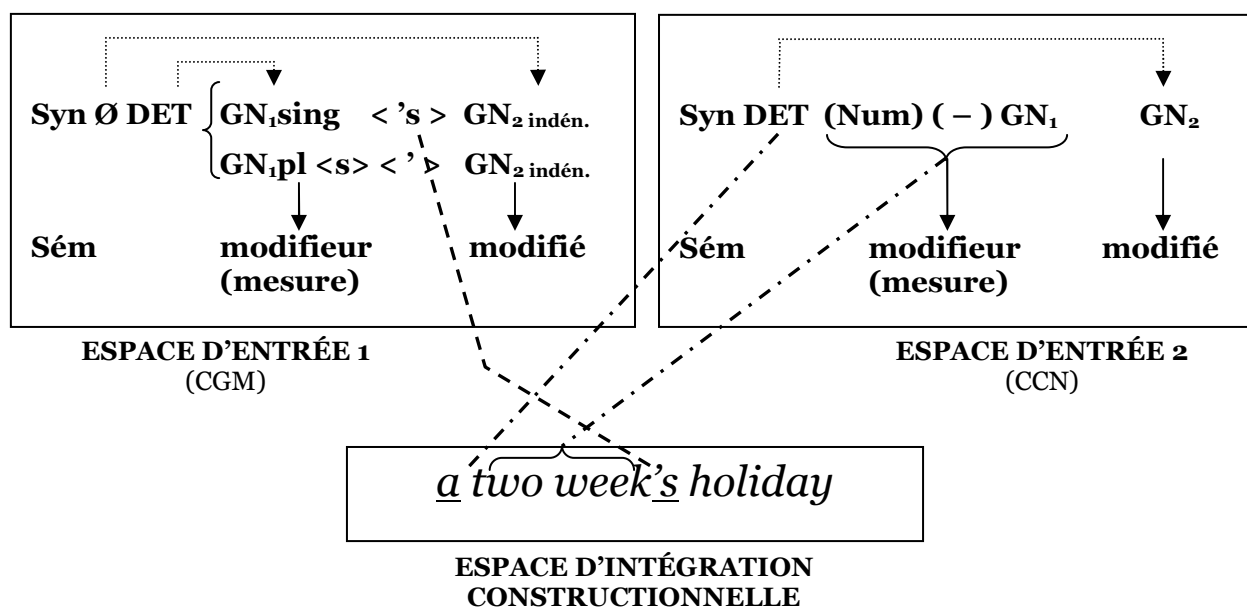 Syn Ø DET GN₁sing < 's > GN₂ indén.
GN₁pl <s> < ' > GN₂ indén.
Sém modifieur modifié
(mesure)
ESPACE D'ENTRÉE 1
(CGM)
Syn DET (Num) ( – ) GN₁ GN₂
Sém modifieur modifié
(mesure)
ESPACE D'ENTRÉE 2
(CCN)
a two week's holiday
ESPACE D'INTÉGRATION
CONSTRUCTIONNELLE